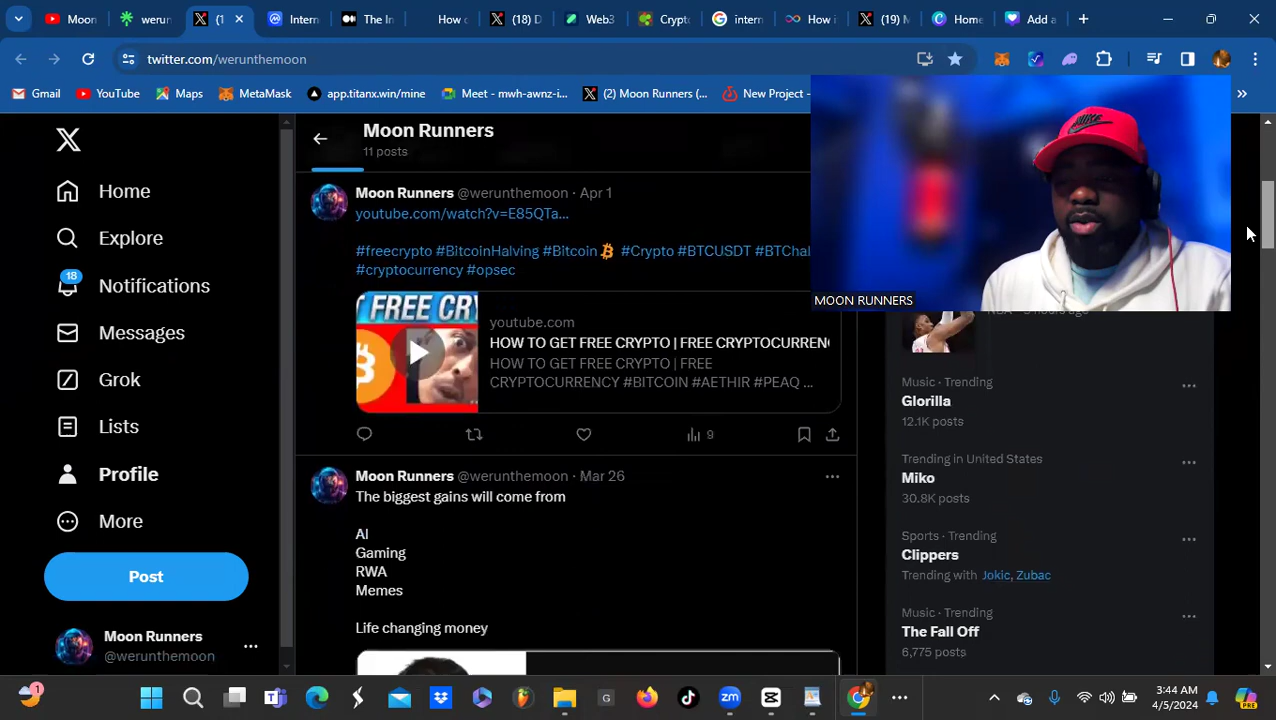 Moon
werun
(1
Intern
The In
How c
(18) D
Web3
Crypto
intern
How i
(19) M
Home
Add a
twitter.com/werunthemoon
Gmail
YouTube
Maps
MetaMask
app.titanx.win/mine
Meet - mwh-awnz-i...
(2) Moon Runners (...
New Project -
Moon Runners
11 posts
Home
Explore
18
Notifications
Messages
Grok
Lists
Profile
More
Post
Moon Runners
@werunthemoon
Moon Runners @werunthemoon · Apr 1
youtube.com/watch?v=E85QTa...
#freecrypto #BitcoinHalving #Bitcoin #Crypto #BTCUSDT #BTChal
#cryptocurrency #opsec
FREE CRY
youtube.com
HOW TO GET FREE CRYPTO | FREE CRYPTOCURREN
HOW TO GET FREE CRYPTO | FREE
CRYPTOCURRENCY #BITCOIN #AETHIR #PEAQ ...
9
Moon Runners @werunthemoon · Mar 26
The biggest gains will come from
AI
Gaming
RWA
Memes
Life changing money
MOON RUNNERS
Music · Trending
Glorilla
12.1K posts
Trending in United States
Miko
30.8K posts
Sports · Trending
Clippers
Trending with Jokic, Zubac
Music · Trending
The Fall Off
6,775 posts
1
zm
3:44 AM
4/5/2024
PRE